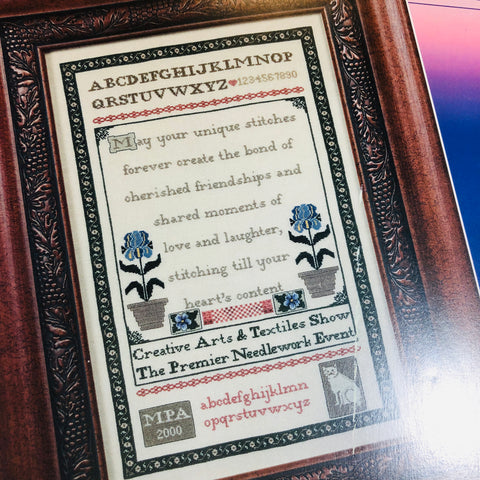 ABCDEFGHIJKLMNOP
QRSTUVWXYZ♥1234567890
May your unique stitches
forever create the bond of
cherished friendships and
shared moments of
love and laughter,
stitching till your
heart's content
Creative Arts & Textiles Show
The Premier Needlework Event
MPA
2000
abcdefghijklmn
opqrstuvwxyz